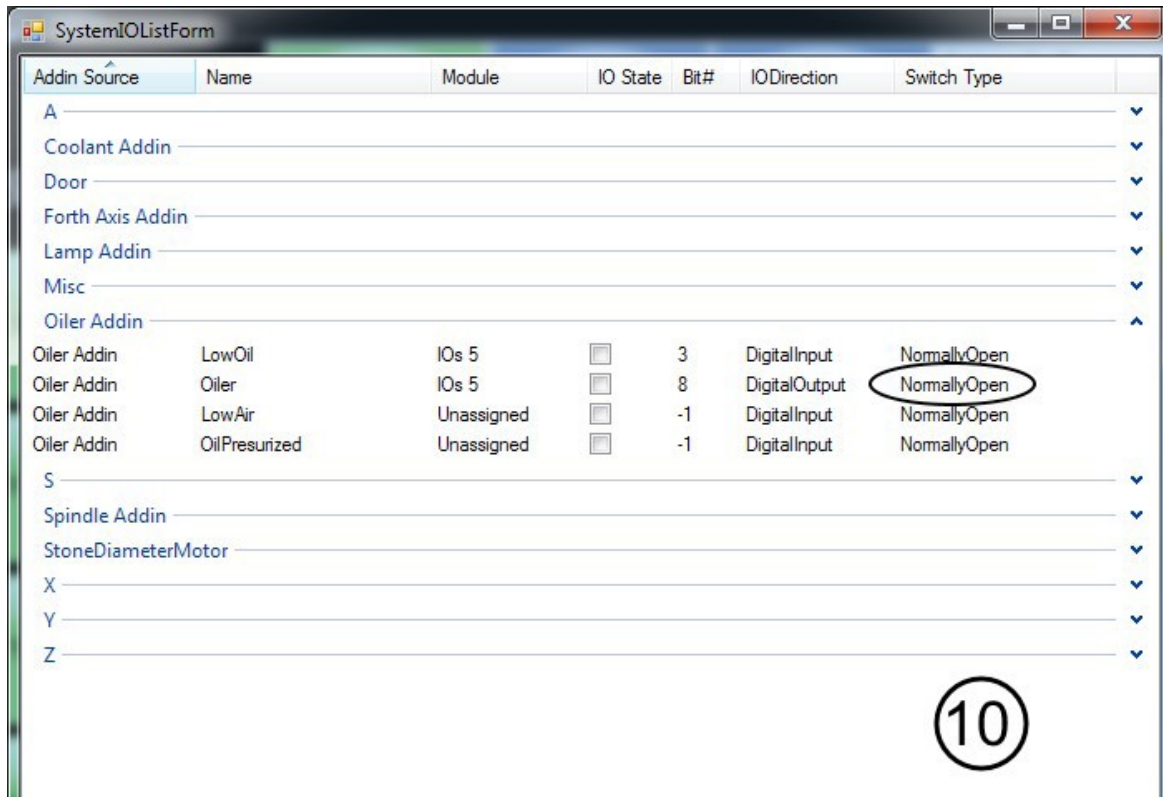 SystemIOListForm
Addin Source Name Module IO State Bit# IODirection Switch Type
A
Coolant Addin
Door
Forth Axis Addin
Lamp Addin
Misc
Oiler Addin
Oiler Addin LowOil IOs 5 3 DigitalInput NormallyOpen
Oiler Addin Oiler IOs 5 8 DigitalOutput NormallyOpen
Oiler Addin LowAir Unassigned -1 DigitalInput NormallyOpen
Oiler Addin OilPresurized Unassigned -1 DigitalInput NormallyOpen
S
Spindle Addin
StoneDiameterMotor
X
Y
Z
10